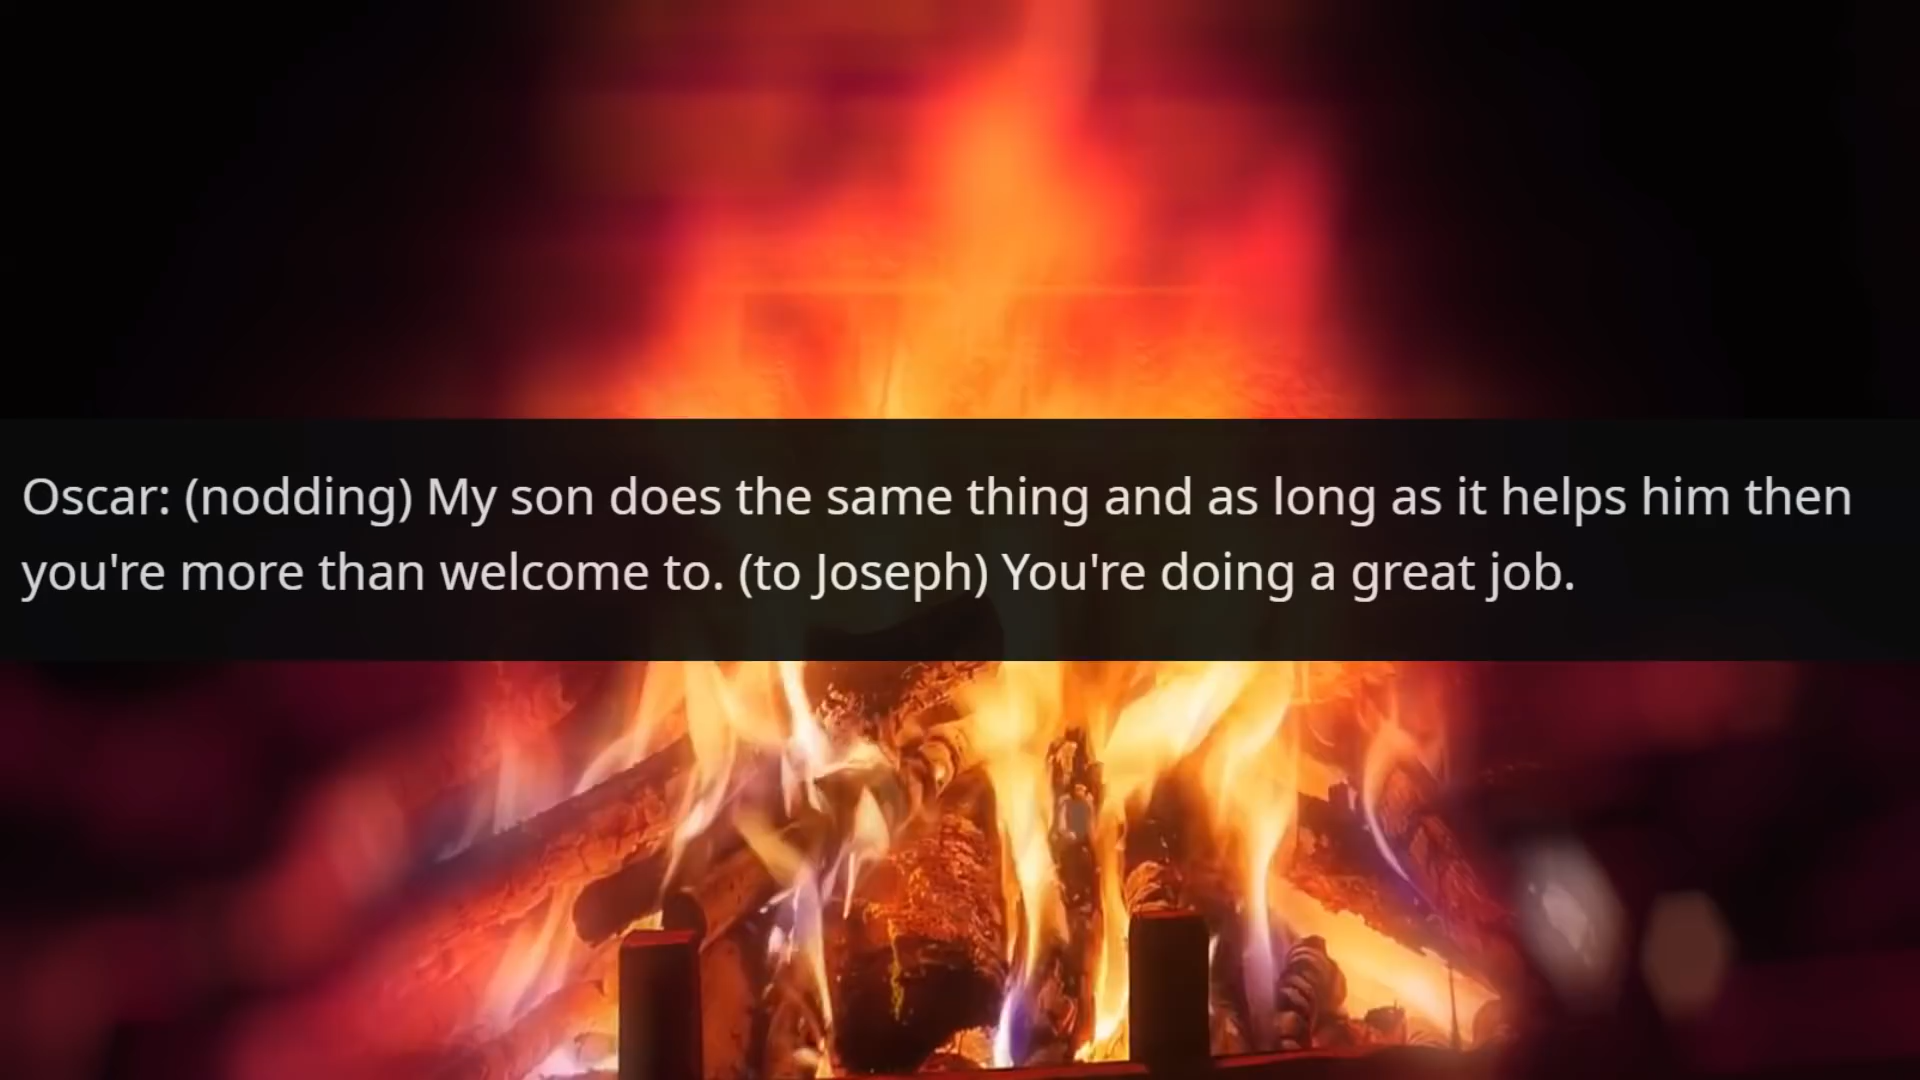 Oscar: (nodding) My son does the same thing and as long as it helps him then
you're more than welcome to. (to Joseph) You're doing a great job.